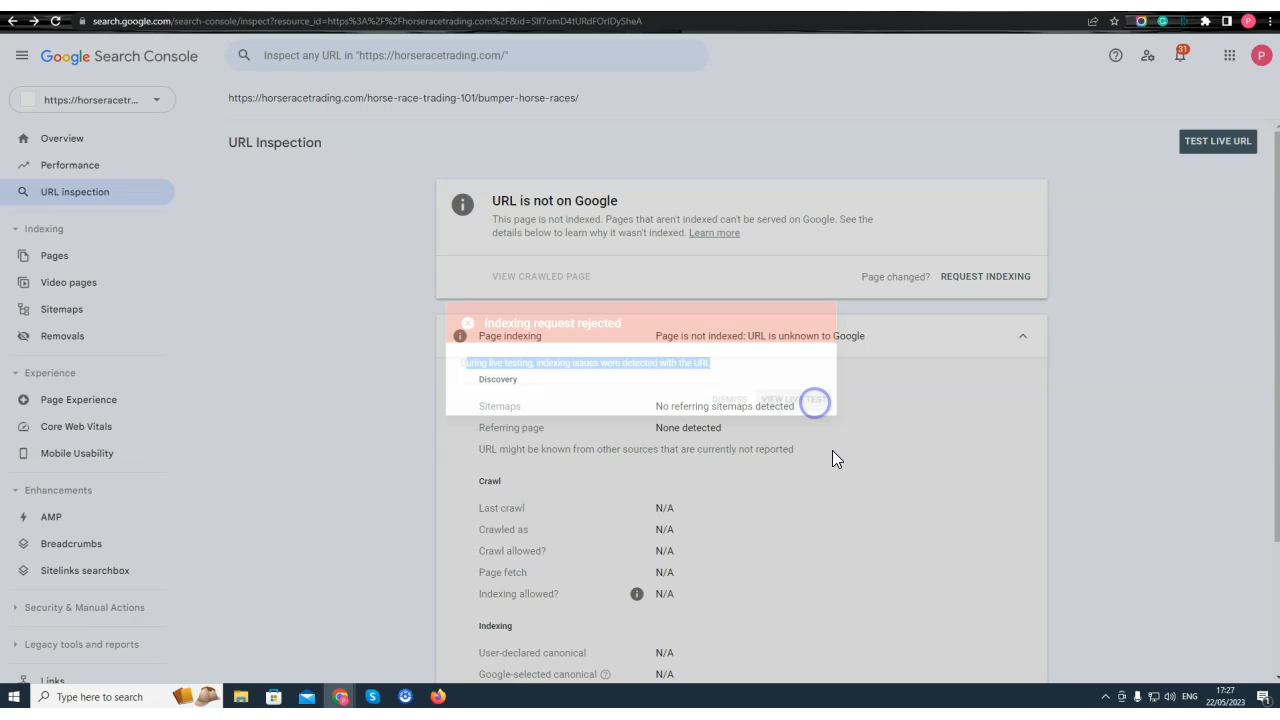 search.google.com/search-console/inspect?resource_id=https%3A%2F%2Fhorseracetrading.com%2F&id=SIf7omD4tURdFOrIDySheA
Google Search Console
Inspect any URL in "https://horseracetrading.com/"
31
P
https://horseracetr...
https://horseracetrading.com/horse-race-trading-101/bumper-horse-races/
Overview
Performance
URL inspection
Indexing
Pages
Video pages
Sitemaps
Removals
Experience
Page Experience
Core Web Vitals
Mobile Usability
Enhancements
AMP
Breadcrumbs
Sitelinks searchbox
Security & Manual Actions
Legacy tools and reports
Links
URL Inspection
TEST LIVE URL
URL is not on Google
This page is not indexed. Pages that aren't indexed can't be served on Google. See the
details below to learn why it wasn't indexed. Learn more
VIEW CRAWLED PAGE
Page changed? REQUEST INDEXING
Indexing request rejected
Page indexing Page is not indexed: URL is unknown to Google
During live testing, indexing issues were detected with the URL
Discovery
DISMISS VIEW LIVE TEST
Sitemaps No referring sitemaps detected
Referring page None detected
URL might be known from other sources that are currently not reported
Crawl
Last crawl N/A
Crawled as N/A
Crawl allowed? N/A
Page fetch N/A
Indexing allowed? N/A
Indexing
User-declared canonical N/A
Google-selected canonical N/A
Type here to search
ENG
17:27
22/05/2023